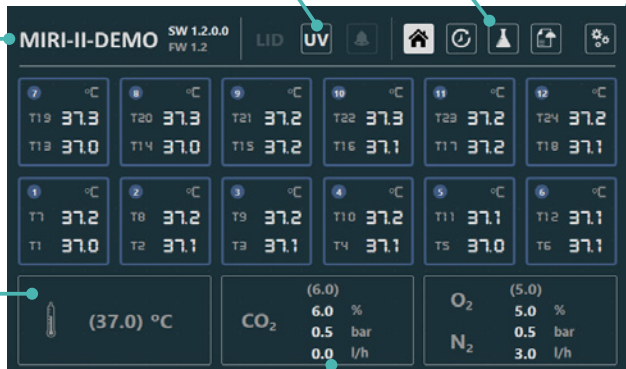 MIRI-II-DEMO SW 1.2.0.0 FW 1.2 LID UV
7 °C 8 °C 9 °C 10 °C 11 °C 12 °C
T19 37.3 T20 37.3 T21 37.2 T22 37.3 T23 37.2 T24 37.2
T13 37.0 T14 37.0 T15 37.2 T16 37.1 T17 37.2 T18 37.1
1 °C 2 °C 3 °C 4 °C 5 °C 6 °C
T7 37.2 T8 37.2 T9 37.2 T10 37.2 T11 37.1 T12 37.1
T1 37.0 T2 37.1 T3 37.1 T4 37.1 T5 37.0 T6 37.1
(37.0) °C
CO₂
(6.0)
6.0 %
0.5 bar
0.0 l/h
O₂
N₂
(5.0)
5.0 %
0.5 bar
3.0 l/h